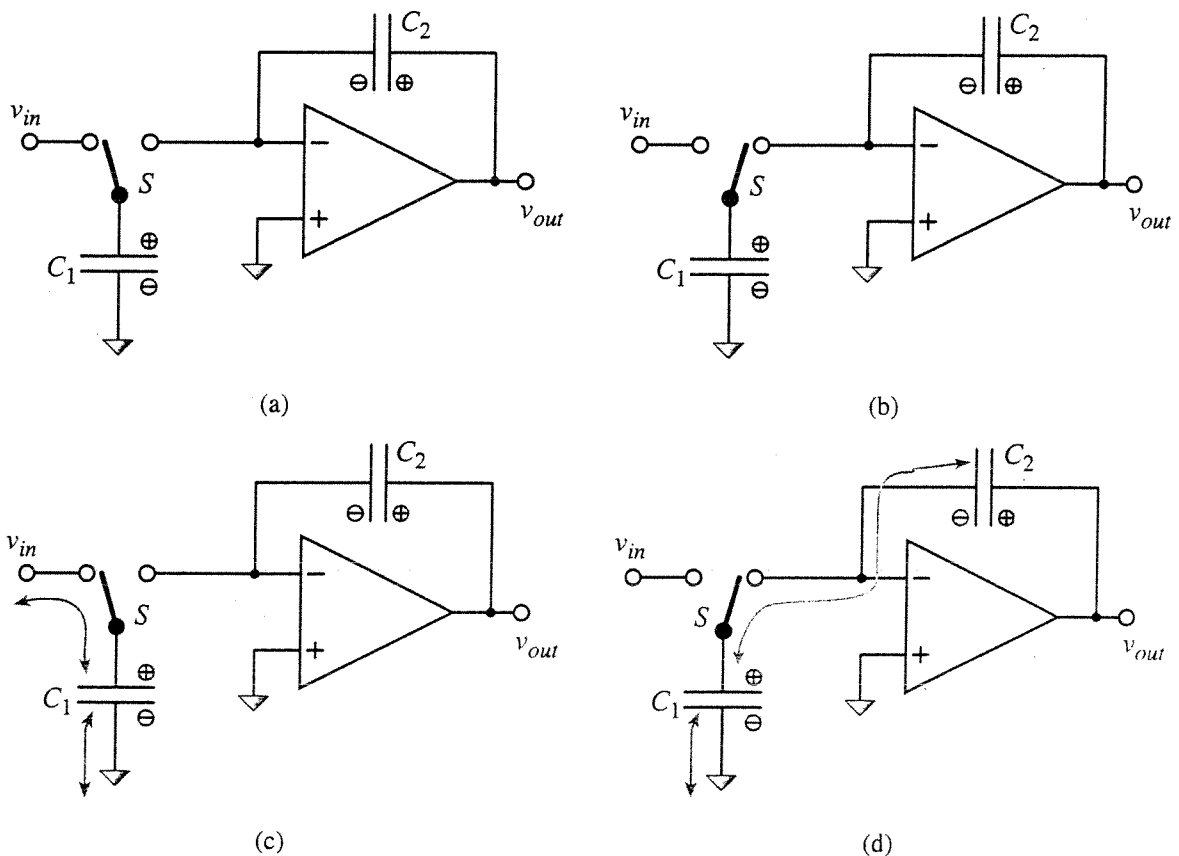 C2
⊖ ⊕
vin
S
−
+
vout
C1
⊕
⊖
(a)
C2
⊖ ⊕
vin
S
−
+
vout
C1
⊕
⊖
(b)
C2
⊖ ⊕
vin
S
−
+
vout
C1
⊕
⊖
(c)
C2
⊖ ⊕
vin
S
−
+
vout
C1
⊕
⊖
(d)